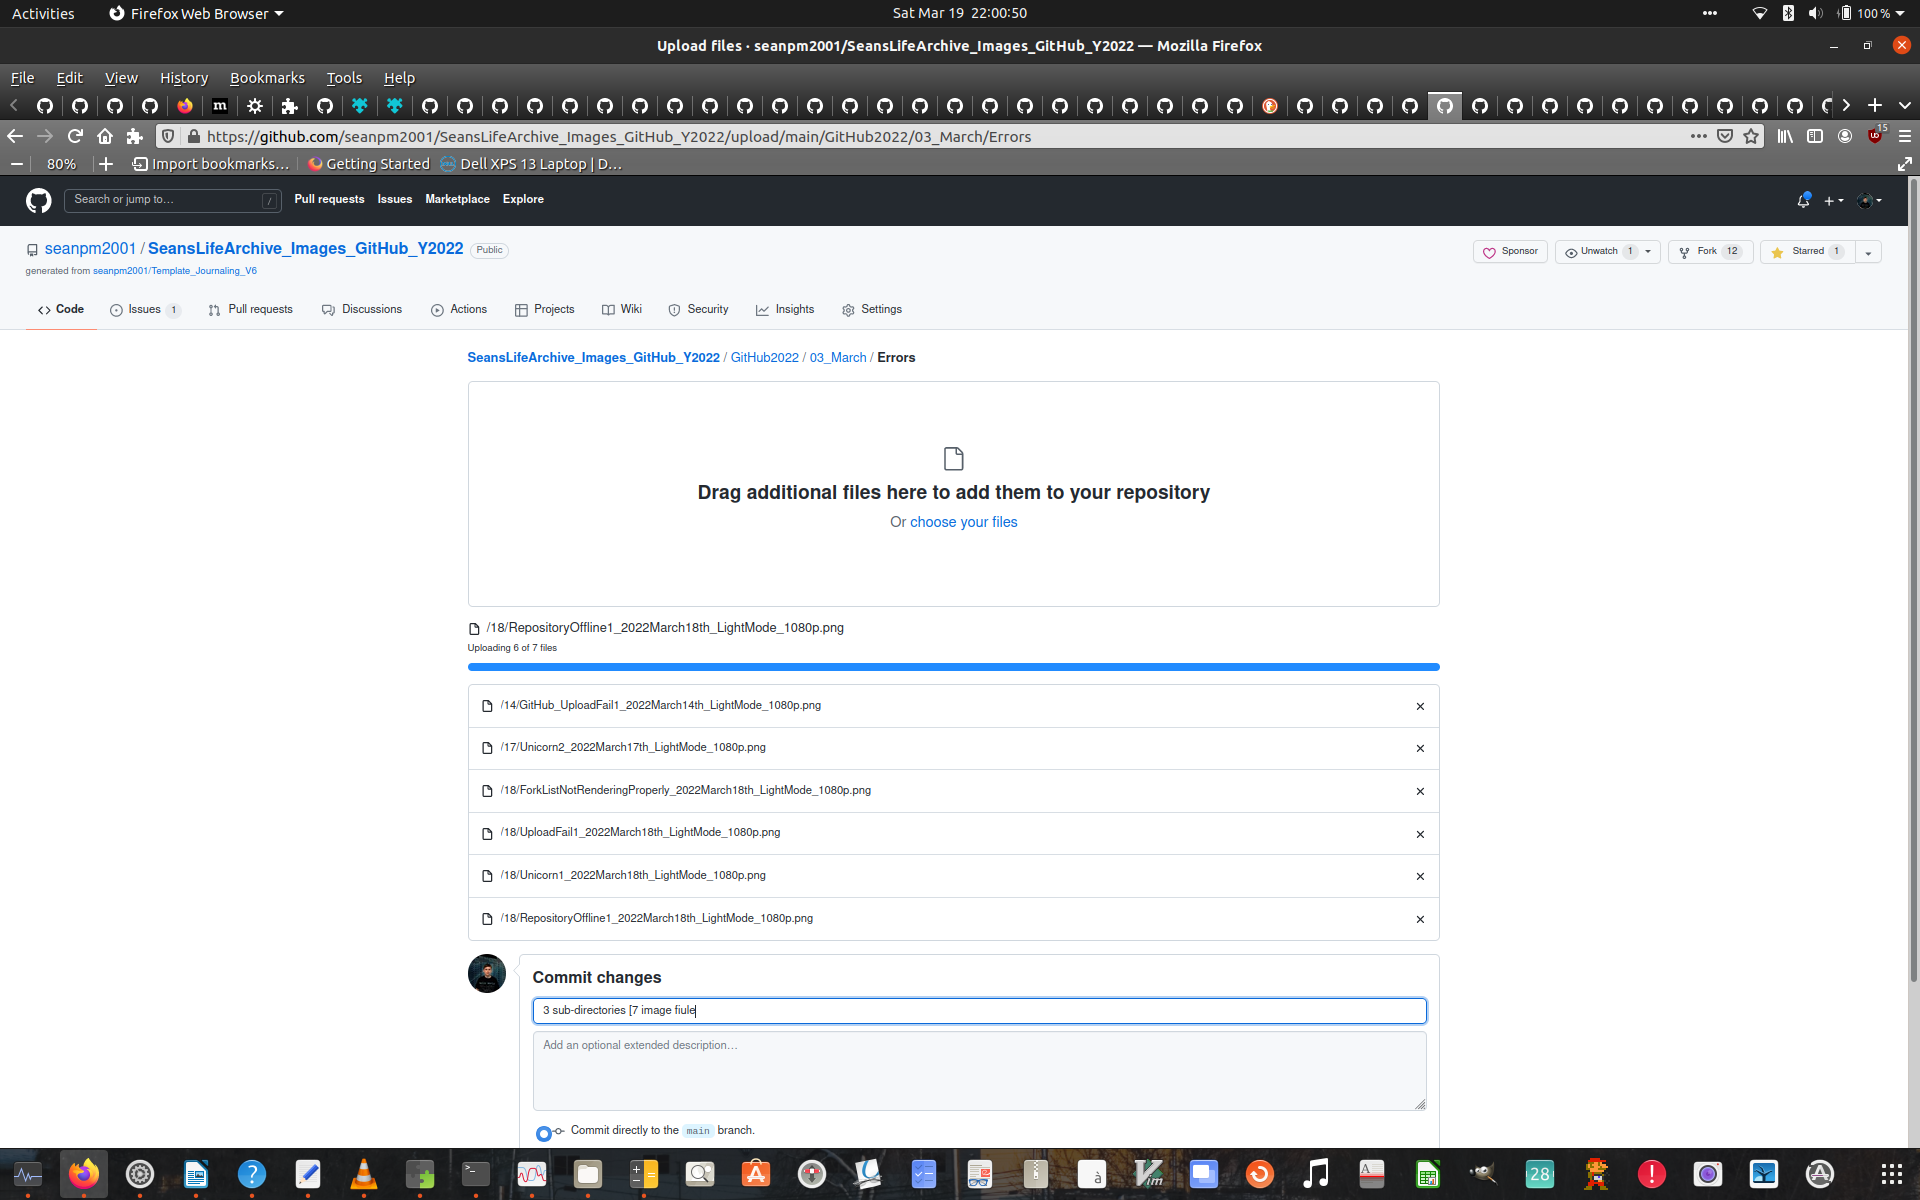 Activities Firefox Web Browser Sat Mar 19 22:00:50 100 %
Upload files · seanpm2001/SeansLifeArchive_Images_GitHub_Y2022 — Mozilla Firefox
File Edit View History Bookmarks Tools Help
https://github.com/seanpm2001/SeansLifeArchive_Images_GitHub_Y2022/upload/main/GitHub2022/03_March/Errors 15
80% Import bookmarks... Getting Started Dell XPS 13 Laptop | D...
Search or jump to... / Pull requests Issues Marketplace Explore
seanpm2001 / SeansLifeArchive_Images_GitHub_Y2022 Public Sponsor Unwatch 1 Fork 12 Starred 1
generated from seanpm2001/Template_Journaling_V6
Code Issues 1 Pull requests Discussions Actions Projects Wiki Security Insights Settings
SeansLifeArchive_Images_GitHub_Y2022 / GitHub2022 / 03_March / Errors
Drag additional files here to add them to your repository
Or choose your files
/18/RepositoryOffline1_2022March18th_LightMode_1080p.png
Uploading 6 of 7 files
/14/GitHub_UploadFail1_2022March14th_LightMode_1080p.png
/17/Unicorn2_2022March17th_LightMode_1080p.png
/18/ForkListNotRenderingProperly_2022March18th_LightMode_1080p.png
/18/UploadFail1_2022March18th_LightMode_1080p.png
/18/Unicorn1_2022March18th_LightMode_1080p.png
/18/RepositoryOffline1_2022March18th_LightMode_1080p.png
Commit changes
3 sub-directories [7 image fiule
Add an optional extended description...
Commit directly to the main branch.
28